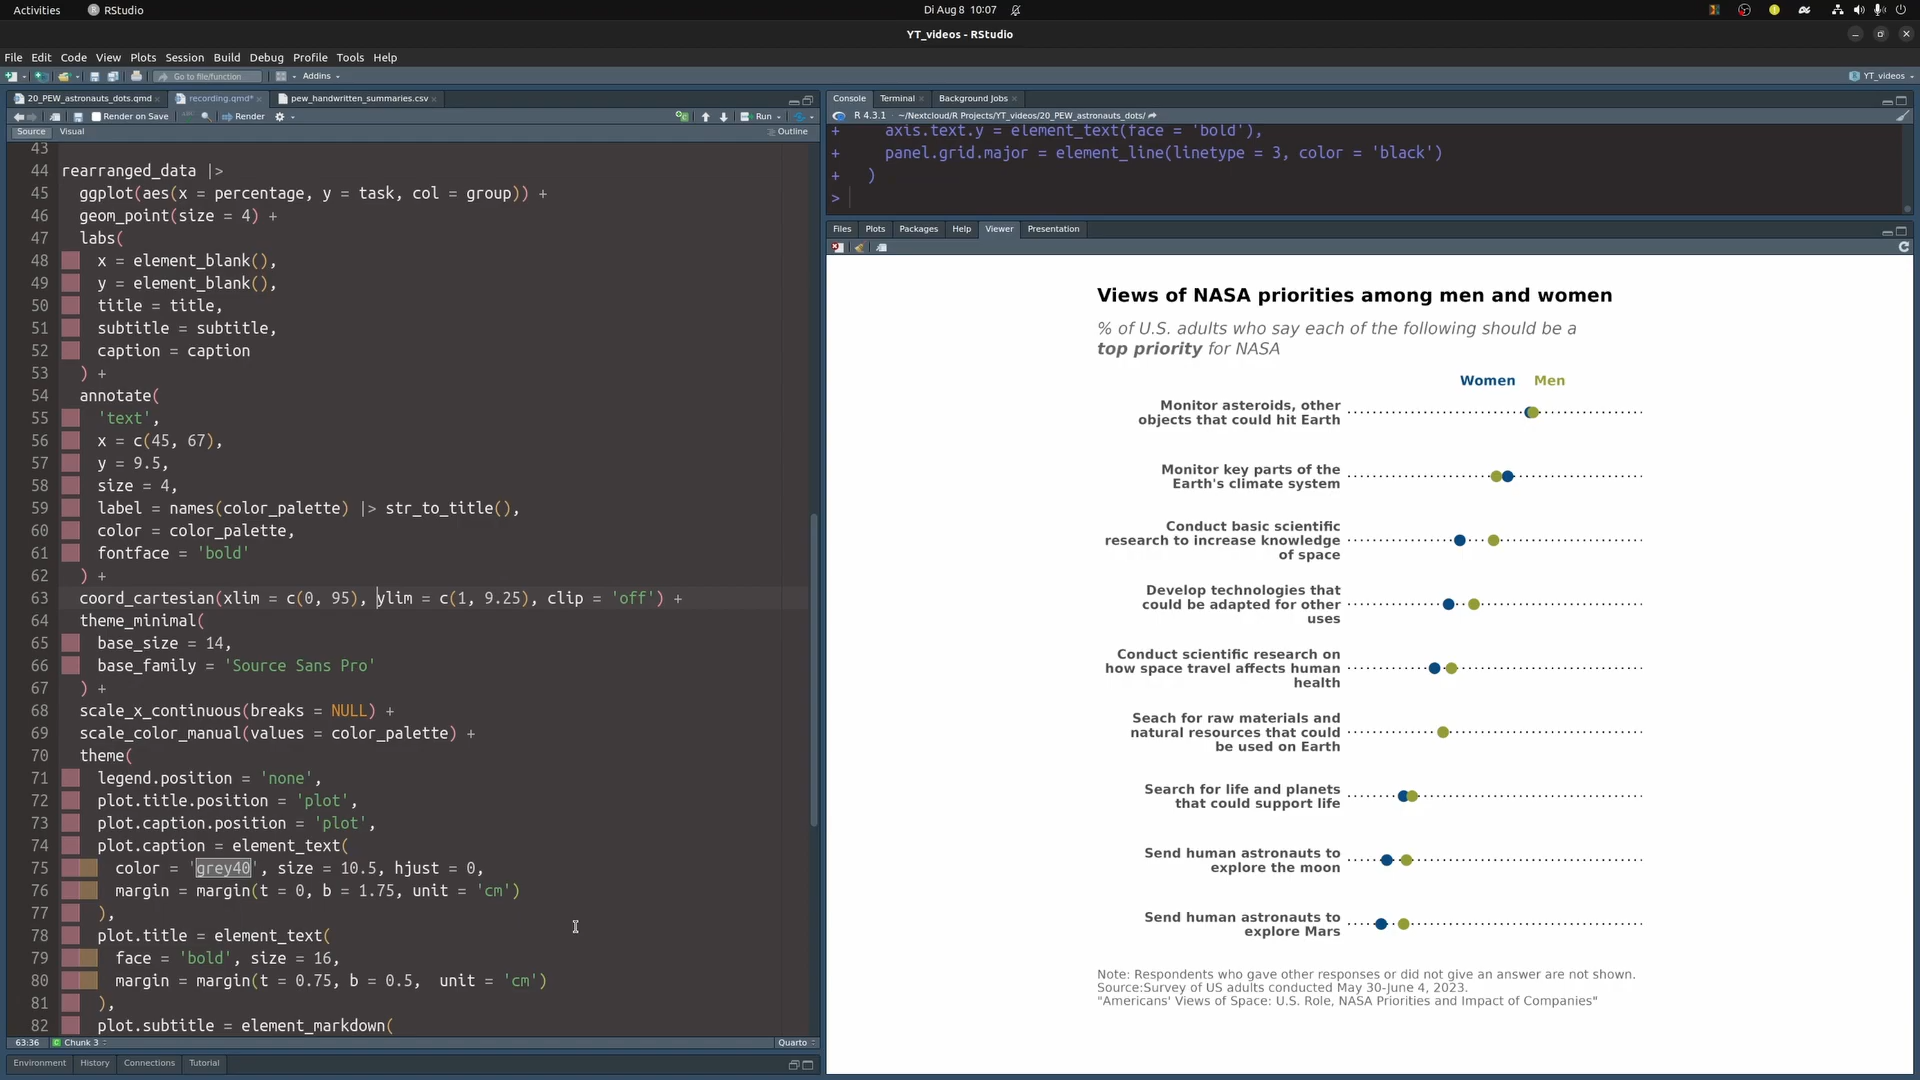 Activities
RStudio
Di Aug 8 10:07
YT_videos - RStudio
File Edit Code View Plots Session Build Debug Profile Tools Help
Go to file/function
Addins
YT_videos
20_PEW_astronauts_dots.qmd
recording.qmd*
pew_handwritten_summaries.csv
Render on Save
Render
Run
Source
Visual
Outline
43
44 rearranged_data |>
45 ggplot(aes(x = percentage, y = task, col = group)) +
46 geom_point(size = 4) +
47 labs(
48 x = element_blank(),
49 y = element_blank(),
50 title = title,
51 subtitle = subtitle,
52 caption = caption
53 ) +
54 annotate(
55 'text',
56 x = c(45, 67),
57 y = 9.5,
58 size = 4,
59 label = names(color_palette) |> str_to_title(),
60 color = color_palette,
61 fontface = 'bold'
62 ) +
63 coord_cartesian(xlim = c(0, 95), ylim = c(1, 9.25), clip = 'off') +
64 theme_minimal(
65 base_size = 14,
66 base_family = 'Source Sans Pro'
67 ) +
68 scale_x_continuous(breaks = NULL) +
69 scale_color_manual(values = color_palette) +
70 theme(
71 legend.position = 'none',
72 plot.title.position = 'plot',
73 plot.caption.position = 'plot',
74 plot.caption = element_text(
75 color = 'grey40', size = 10.5, hjust = 0,
76 margin = margin(t = 0, b = 1.75, unit = 'cm')
77 ),
78 plot.title = element_text(
79 face = 'bold', size = 16,
80 margin = margin(t = 0.75, b = 0.5,  unit = 'cm')
81 ),
82 plot.subtitle = element_markdown(
63:36
Chunk 3
Quarto
Environment
History
Connections
Tutorial
Console
Terminal
Background Jobs
R 4.3.1 · ~/Nextcloud/R Projects/YT_videos/20_PEW_astronauts_dots/
+ axis.text.y = element_text(face = 'bold'),
+ panel.grid.major = element_line(linetype = 3, color = 'black')
+ )
>
Files
Plots
Packages
Help
Viewer
Presentation
Views of NASA priorities among men and women
% of U.S. adults who say each of the following should be a
top priority for NASA
Women Men
Monitor asteroids, other
objects that could hit Earth
Monitor key parts of the
Earth's climate system
Conduct basic scientific
research to increase knowledge
of space
Develop technologies that
could be adapted for other
uses
Conduct scientific research on
how space travel affects human
health
Seach for raw materials and
natural resources that could
be used on Earth
Search for life and planets
that could support life
Send human astronauts to
explore the moon
Send human astronauts to
explore Mars
Note: Respondents who gave other responses or did not give an answer are not shown.
Source:Survey of US adults conducted May 30-June 4, 2023.
"Americans' Views of Space: U.S. Role, NASA Priorities and Impact of Companies"